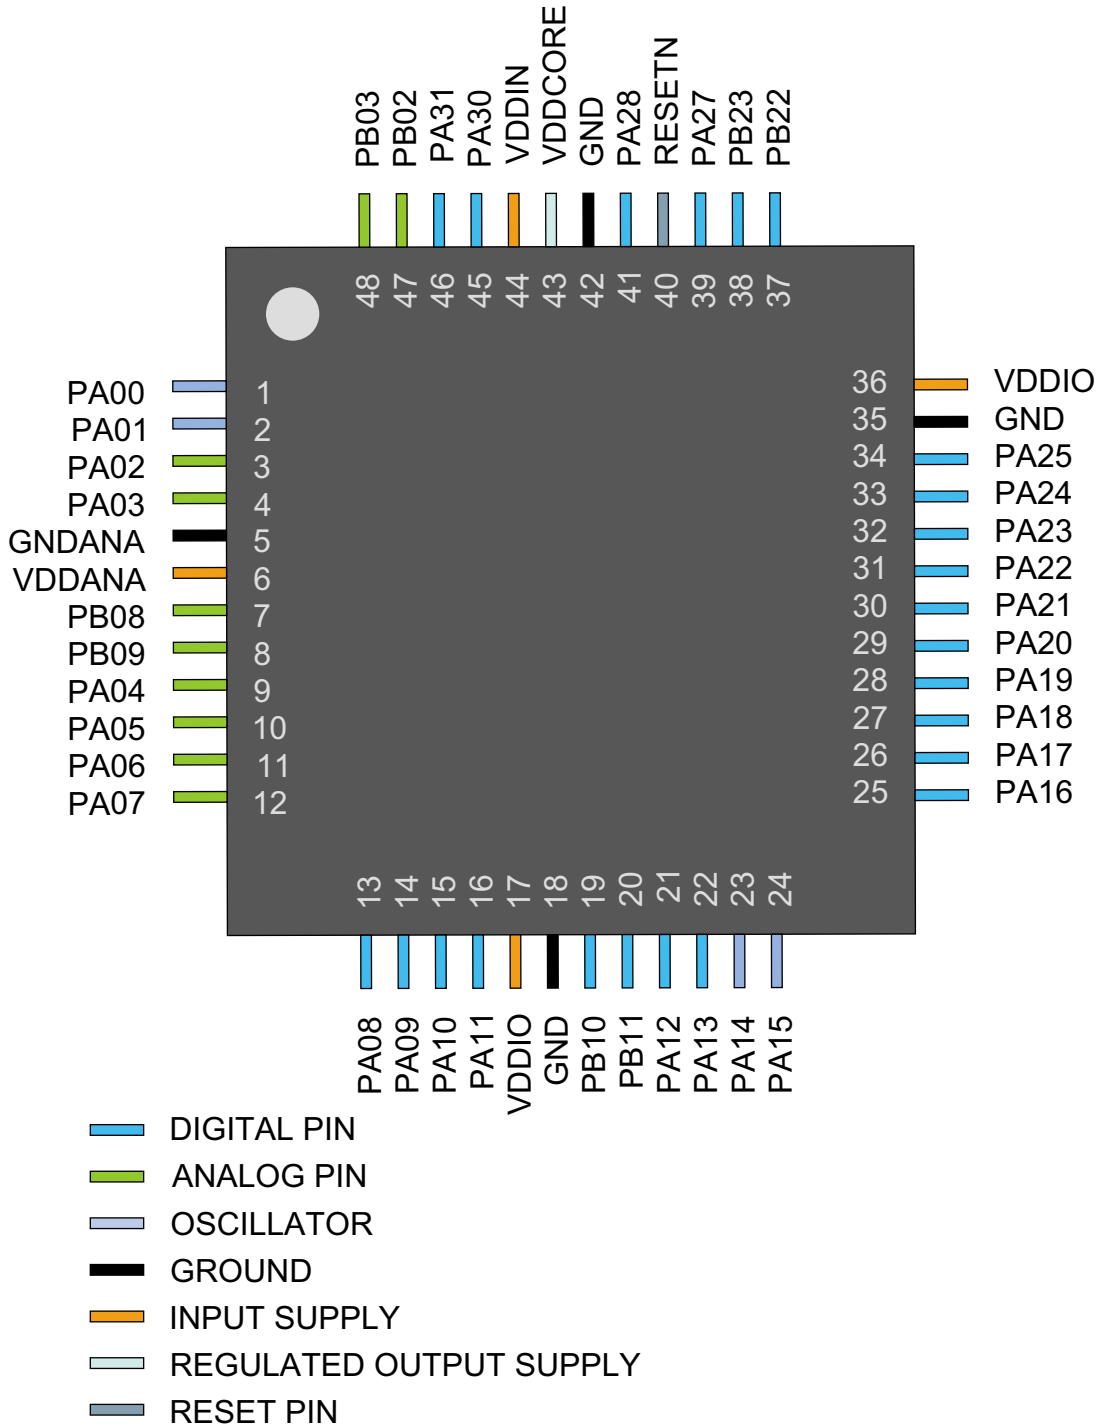 PB03
PB02
PA31
PA30
VDDIN
VDDCORE
GND
PA28
RESETN
PA27
PB23
PB22
48
47
46
45
44
43
42
41
40
39
38
37
PA00 1
PA01 2
PA02 3
PA03 4
GNDANA 5
VDDANA 6
PB08 7
PB09 8
PA04 9
PA05 10
PA06 11
PA07 12
36 VDDIO
35 GND
34 PA25
33 PA24
32 PA23
31 PA22
30 PA21
29 PA20
28 PA19
27 PA18
26 PA17
25 PA16
13
14
15
16
17
18
19
20
21
22
23
24
PA08
PA09
PA10
PA11
VDDIO
GND
PB10
PB11
PA12
PA13
PA14
PA15
DIGITAL PIN
ANALOG PIN
OSCILLATOR
GROUND
INPUT SUPPLY
REGULATED OUTPUT SUPPLY
RESET PIN